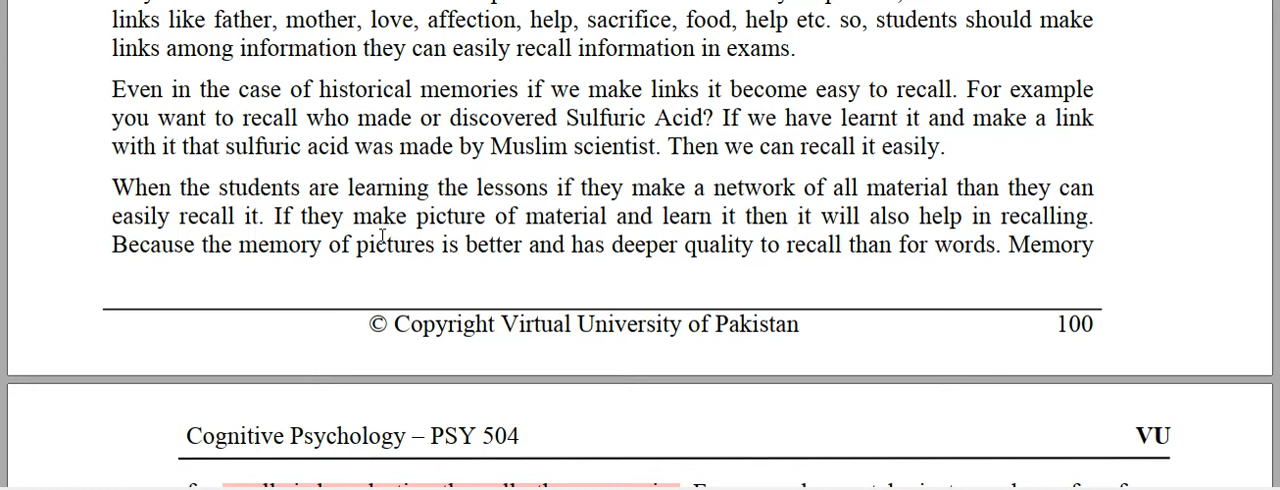 links like father, mother, love, affection, help, sacrifice, food, help etc. so, students should make
links among information they can easily recall information in exams.
Even in the case of historical memories if we make links it become easy to recall. For example
you want to recall who made or discovered Sulfuric Acid? If we have learnt it and make a link
with it that sulfuric acid was made by Muslim scientist. Then we can recall it easily.
When the students are learning the lessons if they make a network of all material than they can
easily recall it. If they make picture of material and learn it then it will also help in recalling.
Because the memory of pictures is better and has deeper quality to recall than for words. Memory
© Copyright Virtual University of Pakistan 100
Cognitive Psychology – PSY 504 VU